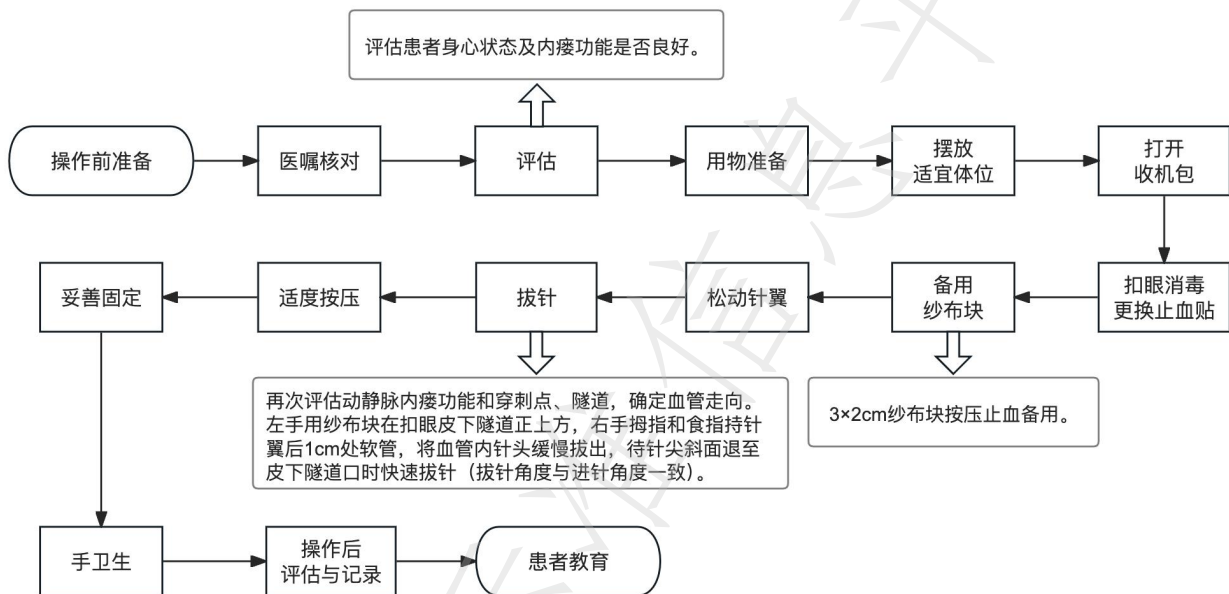 评估患者身心状态及内瘘功能是否良好。
操作前准备
医嘱核对
评估
用物准备
摆放
适宜体位
打开
收机包
扣眼消毒
更换止血贴
备用
纱布块
松动针翼
拔针
适度按压
妥善固定
3×2cm纱布块按压止血备用。
再次评估动静脉内瘘功能和穿刺点、隧道，确定血管走向。
左手用纱布块在扣眼皮下隧道正上方，右手拇指和食指持针
翼后1cm处软管，将血管内针头缓慢拔出，待针尖斜面退至
皮下隧道口时快速拔针（拔针角度与进针角度一致）。
手卫生
操作后
评估与记录
患者教育